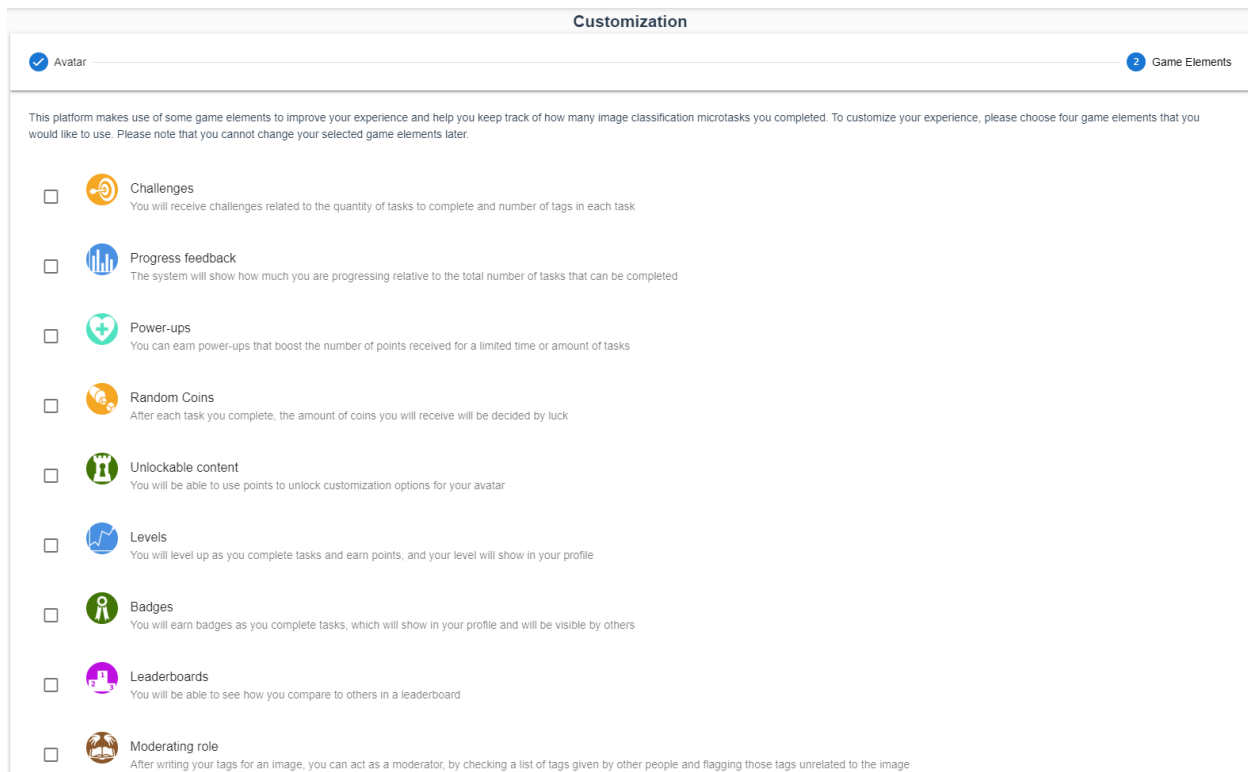 Customization
Avatar
2 Game Elements
This platform makes use of some game elements to improve your experience and help you keep track of how many image classification microtasks you completed. To customize your experience, please choose four game elements that you
would like to use. Please note that you cannot change your selected game elements later.
Challenges
You will receive challenges related to the quantity of tasks to complete and number of tags in each task
Progress feedback
The system will show how much you are progressing relative to the total number of tasks that can be completed
Power-ups
You can earn power-ups that boost the number of points received for a limited time or amount of tasks
Random Coins
After each task you complete, the amount of coins you will receive will be decided by luck
Unlockable content
You will be able to use points to unlock customization options for your avatar
Levels
You will level up as you complete tasks and earn points, and your level will show in your profile
Badges
You will earn badges as you complete tasks, which will show in your profile and will be visible by others
1
2 3
Leaderboards
You will be able to see how you compare to others in a leaderboard
Moderating role
After writing your tags for an image, you can act as a moderator, by checking a list of tags given by other people and flagging those tags unrelated to the image